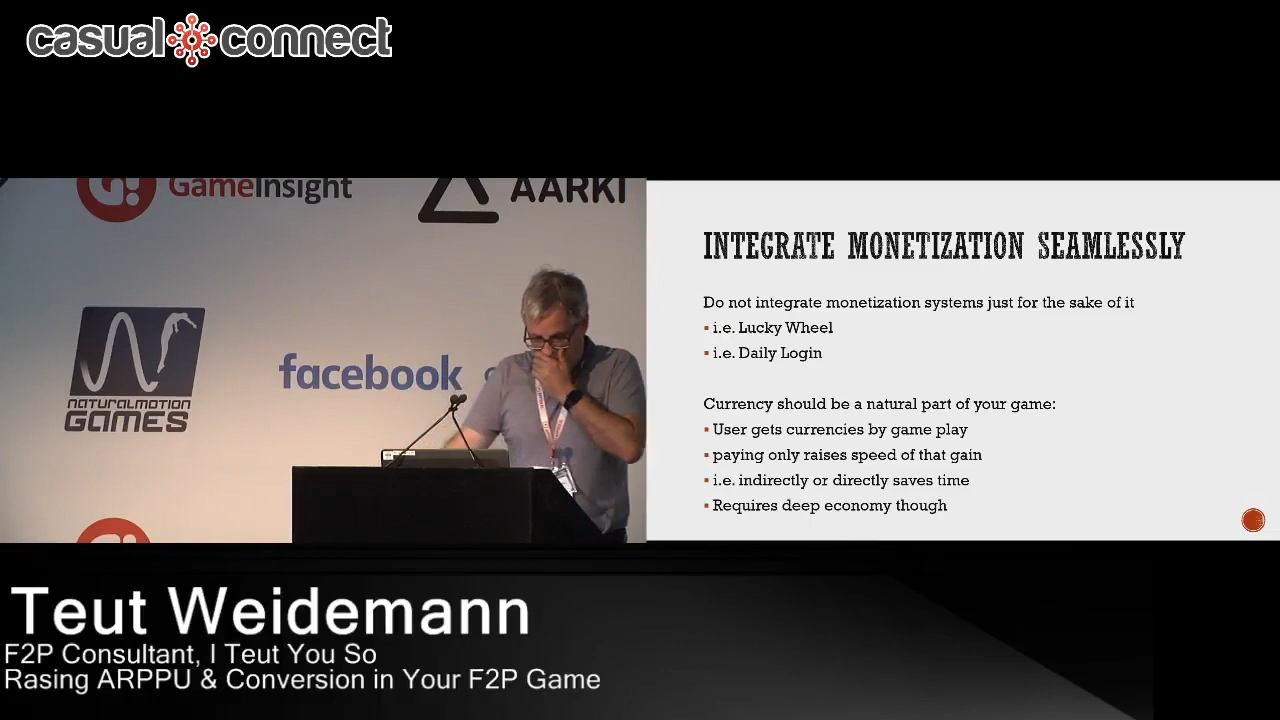 casual connect
GameInsight
AARKI
NATURALMOTION
GAMES
facebook
INTEGRATE MONETIZATION SEAMLESSLY
Do not integrate monetization systems just for the sake of it
▪ i.e. Lucky Wheel
▪ i.e. Daily Login
Currency should be a natural part of your game:
▪ User gets currencies by game play
▪ paying only raises speed of that gain
▪ i.e. indirectly or directly saves time
▪ Requires deep economy though
Teut Weidemann
F2P Consultant, I Teut You So
Rasing ARPPU & Conversion in Your F2P Game